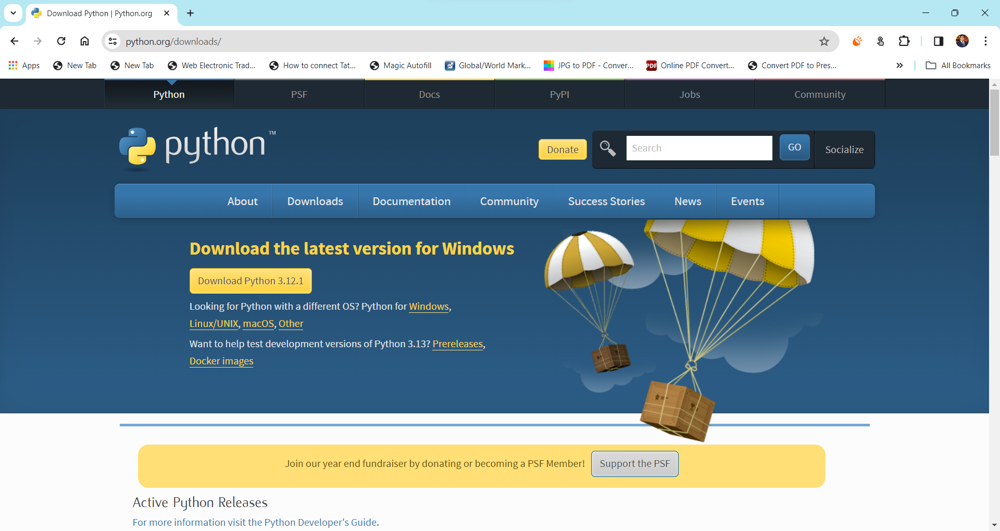 Download Python | Python.org
python.org/downloads/
Apps New Tab New Tab Web Electronic Trad... How to connect Tat... Magic Autofill Global/World Mark... JPG to PDF - Conver... PDF Online PDF Convert... Convert PDF to Pres... All Bookmarks
Python PSF Docs PyPI Jobs Community
python™
Donate Search GO Socialize
About Downloads Documentation Community Success Stories News Events
Download the latest version for Windows
Download Python 3.12.1
Looking for Python with a different OS? Python for Windows,
Linux/UNIX, macOS, Other
Want to help test development versions of Python 3.13? Prereleases,
Docker images
Join our year end fundraiser by donating or becoming a PSF Member! Support the PSF
Active Python Releases
For more information visit the Python Developer's Guide.